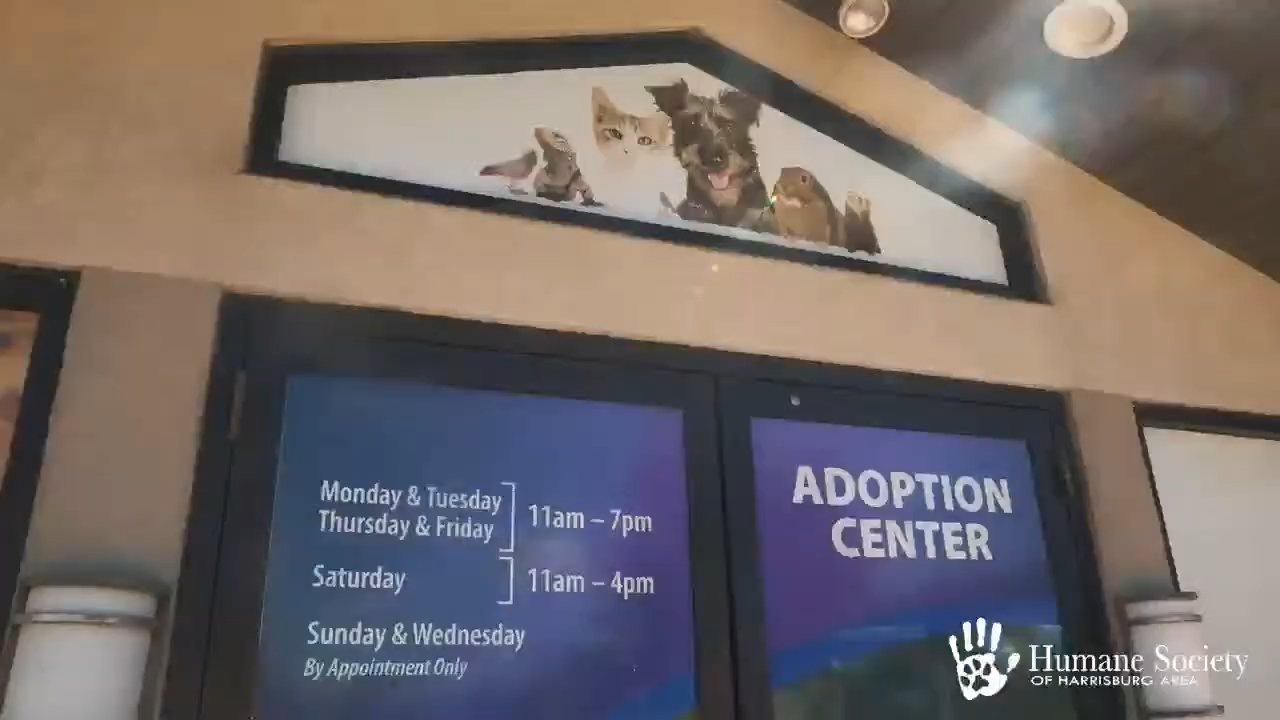 Monday & Tuesday
Thursday & Friday
11am – 7pm
Saturday
11am – 4pm
Sunday & Wednesday
By Appointment Only
ADOPTION
CENTER
Humane Society
OF HARRISBURG AREA